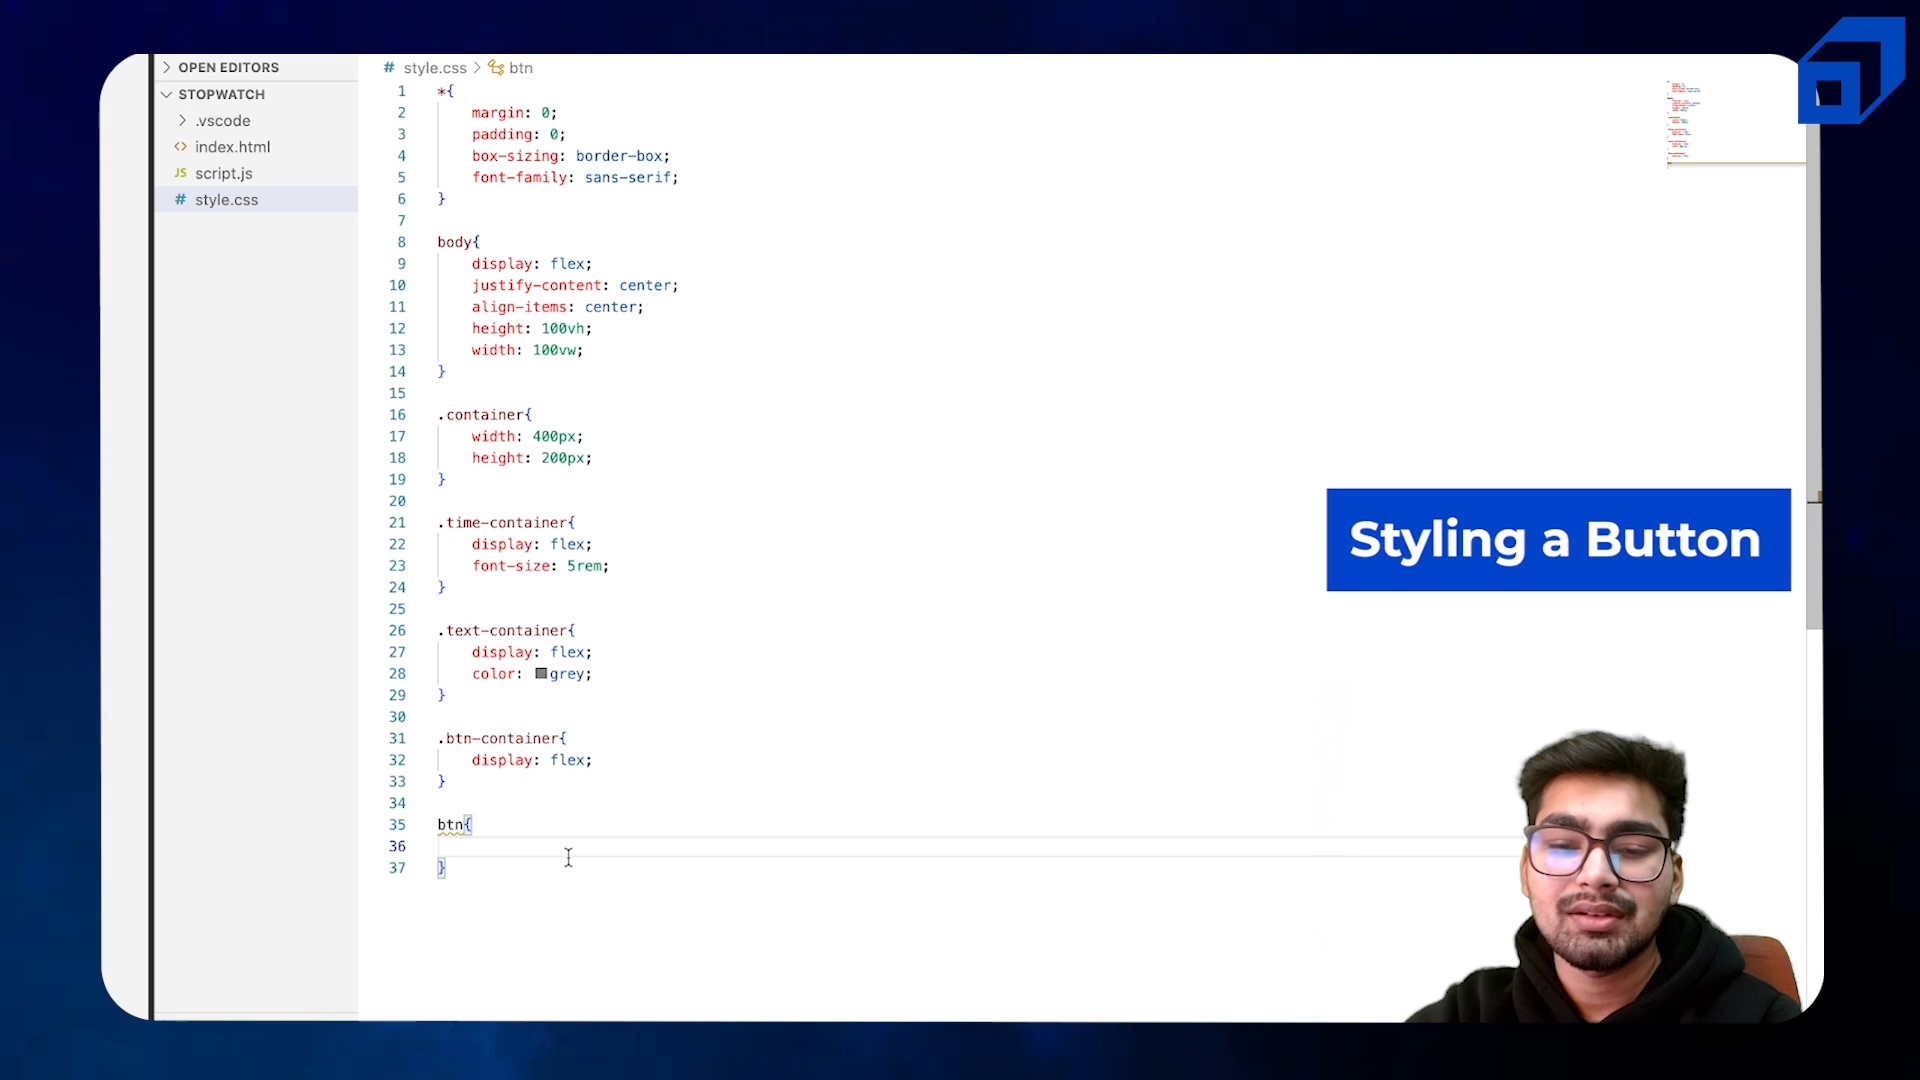 OPEN EDITORS
STOPWATCH
.vscode
<> index.html
JS script.js
# style.css
# style.css > btn
1 *{
2 margin: 0;
3 padding: 0;
4 box-sizing: border-box;
5 font-family: sans-serif;
6 }
7
8 body{
9 display: flex;
10 justify-content: center;
11 align-items: center;
12 height: 100vh;
13 width: 100vw;
14 }
15
16 .container{
17 width: 400px;
18 height: 200px;
19 }
20
21 .time-container{
22 display: flex;
23 font-size: 5rem;
24 }
25
26 .text-container{
27 display: flex;
28 color: grey;
29 }
30
31 .btn-container{
32 display: flex;
33 }
34
35 btn{
36
37 }
Styling a Button